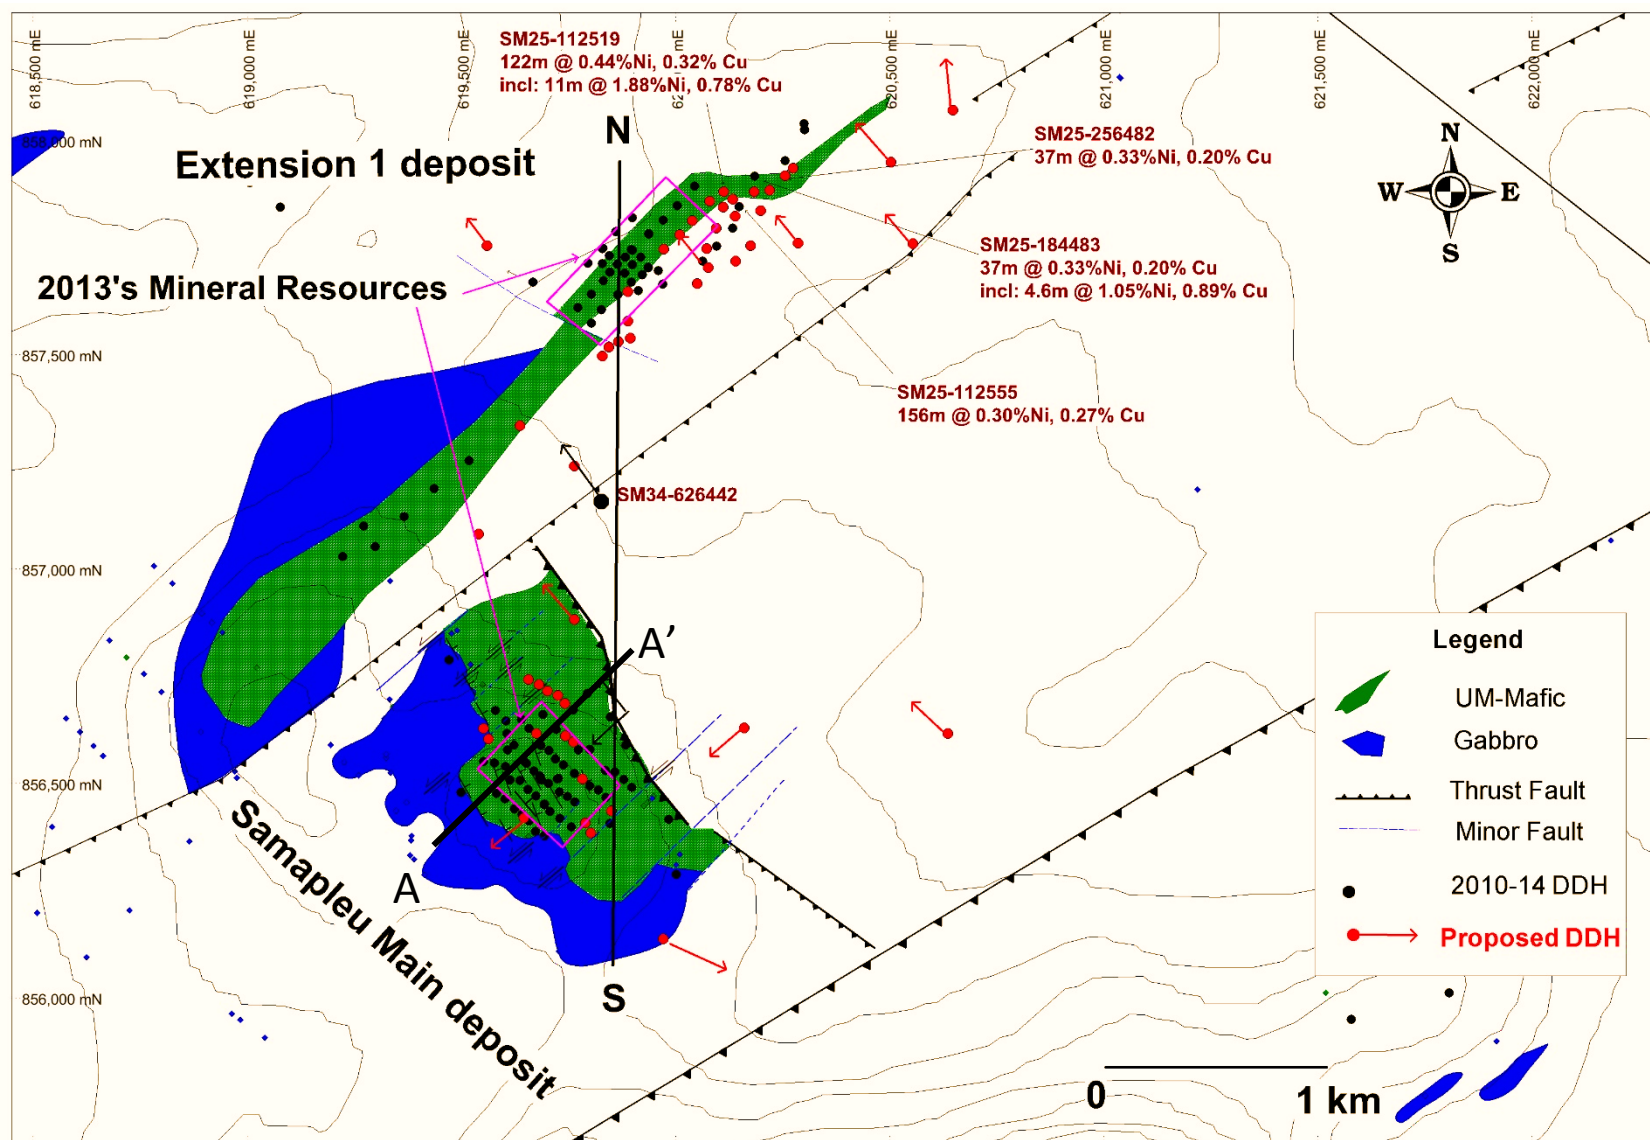 618,500 mE
619,000 mE
619,500 mE
62 mE
620,500 mE
621,000 mE
621,500 mE
622,000 mE
SM25-112519
122m @ 0.44%Ni, 0.32% Cu
incl: 11m @ 1.88%Ni, 0.78% Cu
N
858,000 mN
Extension 1 deposit
SM25-256482
37m @ 0.33%Ni, 0.20% Cu
N
W E
S
SM25-184483
37m @ 0.33%Ni, 0.20% Cu
incl: 4.6m @ 1.05%Ni, 0.89% Cu
2013's Mineral Resources
857,500 mN
SM25-112555
156m @ 0.30%Ni, 0.27% Cu
SM34-626442
857,000 mN
A’
Legend
UM-Mafic
Gabbro
Thrust Fault
Minor Fault
2010-14 DDH
Proposed DDH
856,500 mN
A
Samapleu Main deposit
856,000 mN
S
0 1 km